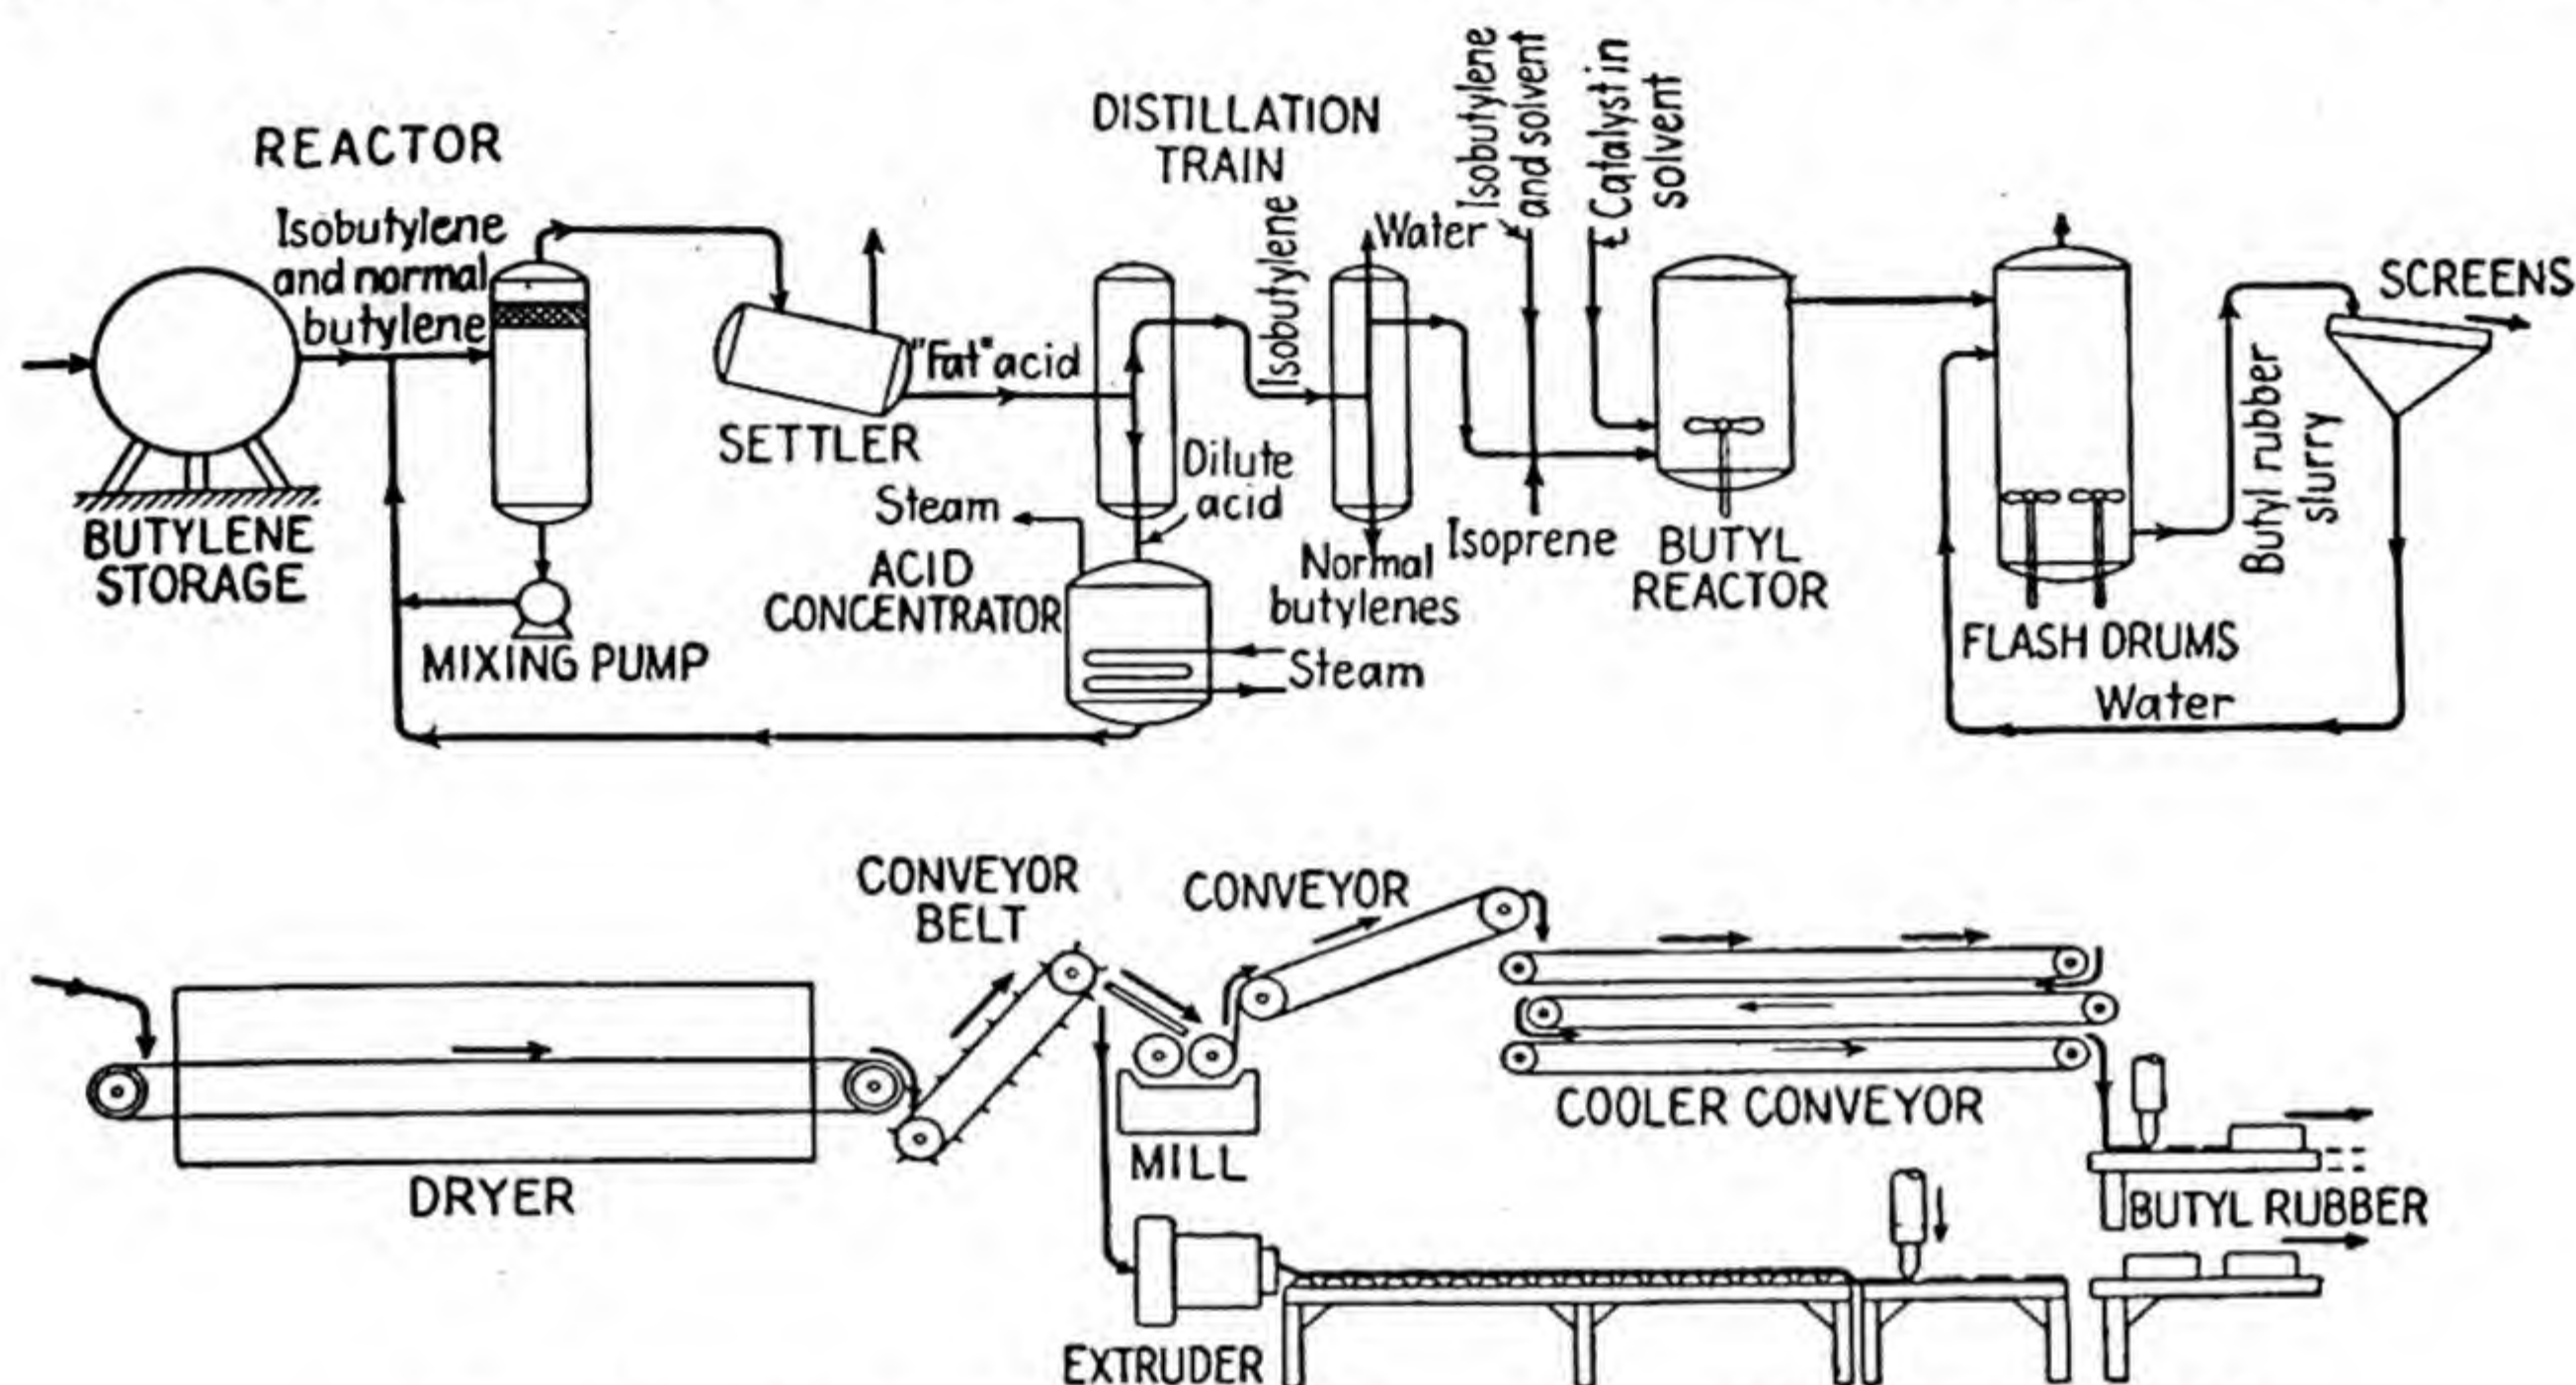 REACTOR
Isobutylene
and normal
butylene
BUTYLENE
STORAGE
MIXING PUMP
SETTLER
"Fat" acid
DISTILLATION
TRAIN
Isobutylene
Water
Dilute
acid
Steam
ACID
CONCENTRATOR
Steam
Normal
butylenes
Isobutylene
and solvent
Catalyst in
solvent
Isoprene
BUTYL
REACTOR
FLASH DRUMS
Butyl rubber
slurry
SCREENS
Water
DRYER
CONVEYOR
BELT
CONVEYOR
MILL
COOLER CONVEYOR
BUTYL RUBBER
EXTRUDER